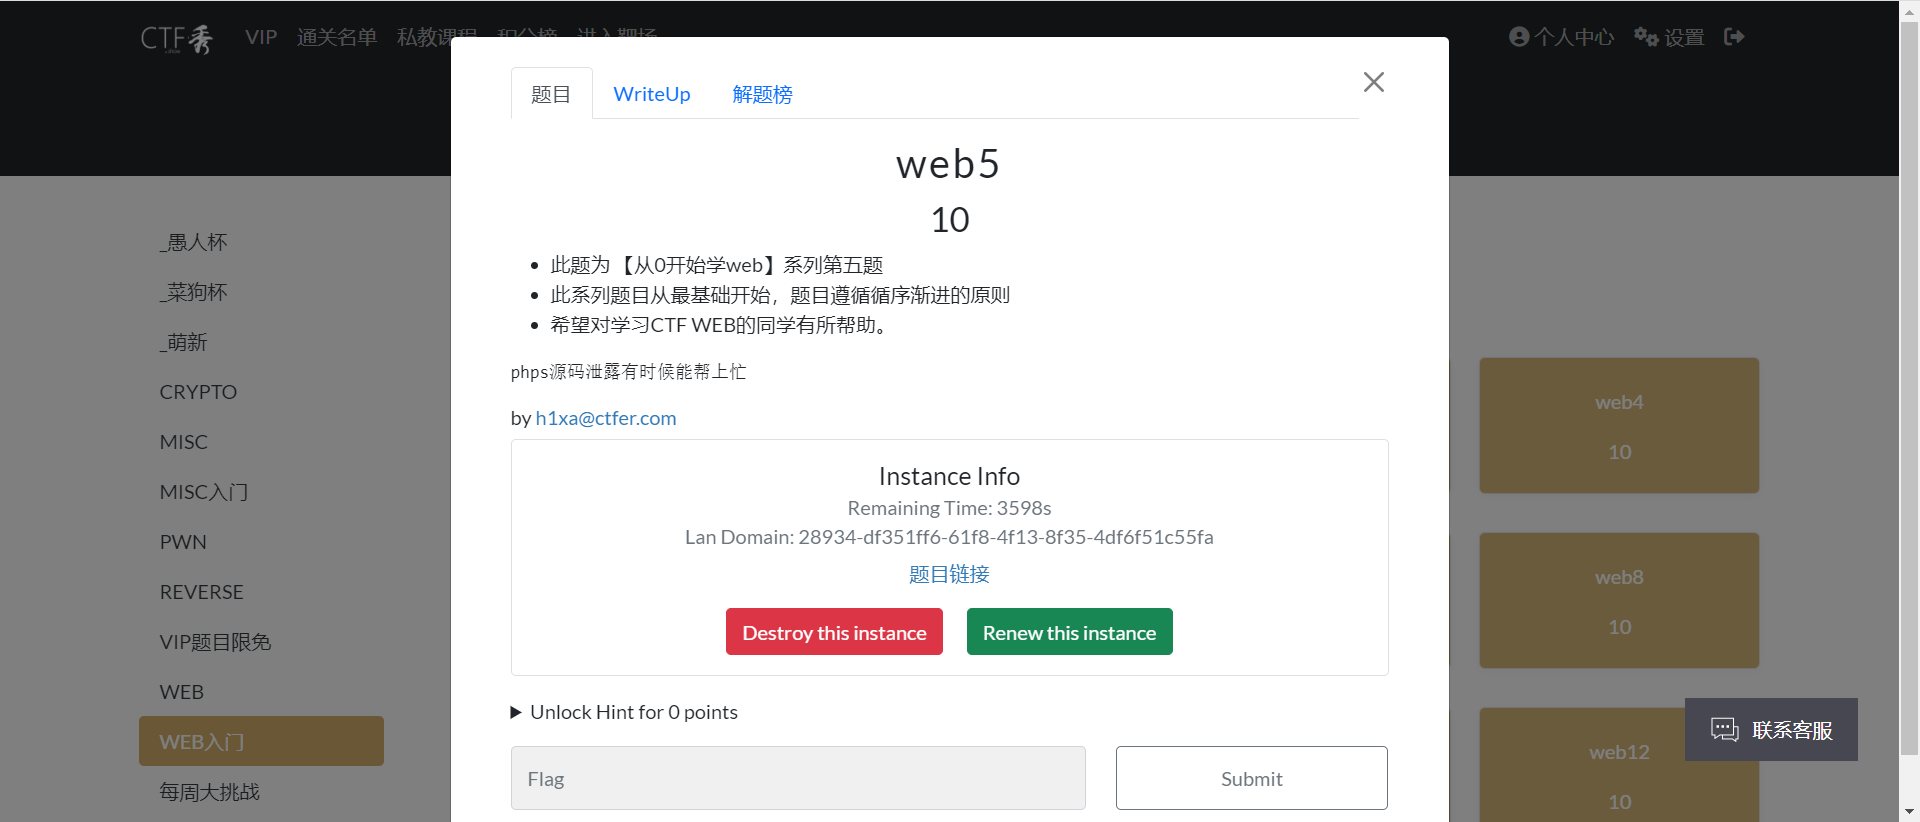 CTF秀 VIP 通关名单 私教课程 积分榜 进入靶场 个人中心 设置
题目 WriteUp 解题榜
web5
10
此题为 【从0开始学web】系列第五题
此系列题目从最基础开始，题目遵循循序渐进的原则
希望对学习CTF WEB的同学有所帮助。
phps源码泄露有时候能帮上忙
by h1xa@ctfer.com
Instance Info
Remaining Time: 3598s
Lan Domain: 28934-df351ff6-61f8-4f13-8f35-4df6f51c55fa
题目链接
Destroy this instance Renew this instance
Unlock Hint for 0 points
Flag Submit
_愚人杯
_菜狗杯
_萌新
CRYPTO
MISC
MISC入门
PWN
REVERSE
VIP题目限免
WEB
WEB入门
每周大挑战
web4
10
web8
10
web12
10
联系客服